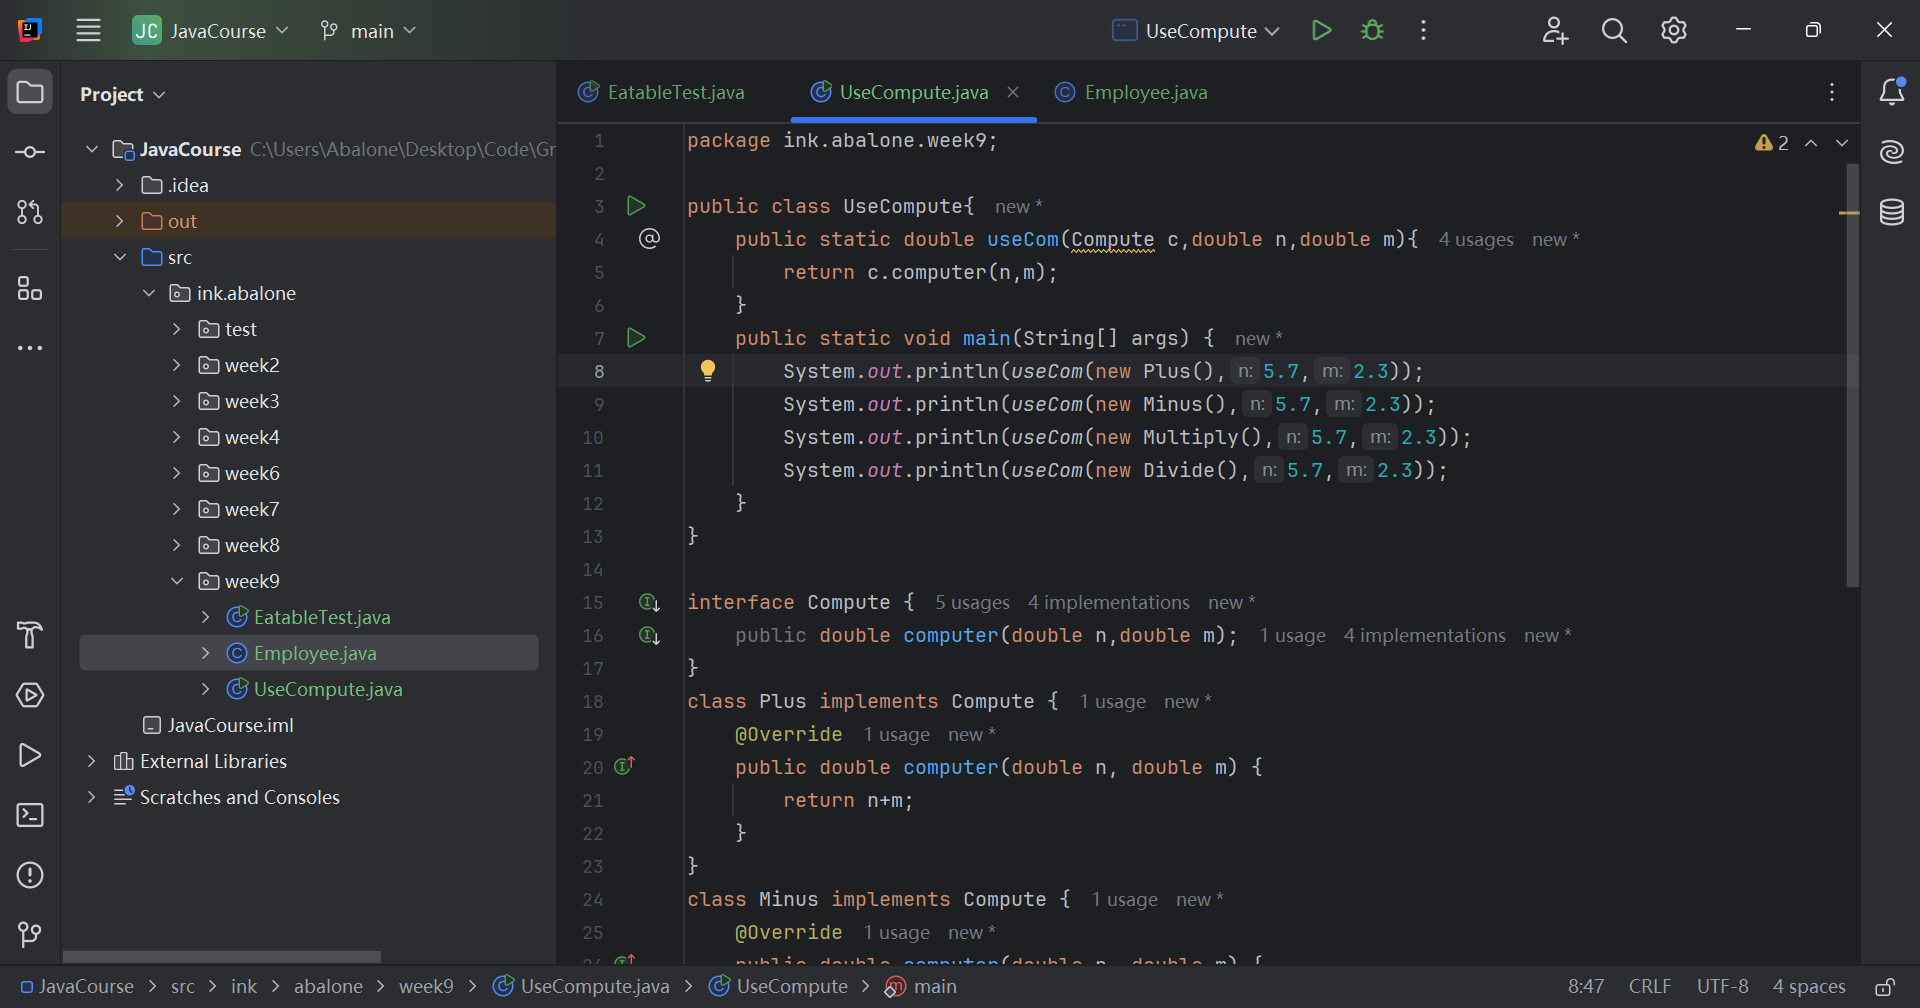 JC JavaCourse main UseCompute
Project
JavaCourse C:\Users\Abalone\Desktop\Code\Gr
.idea
out
src
ink.abalone
test
week2
week3
week4
week6
week7
week8
week9
EatableTest.java
Employee.java
UseCompute.java
JavaCourse.iml
External Libraries
Scratches and Consoles
EatableTest.java UseCompute.java Employee.java
2
1 package ink.abalone.week9;
2
3 public class UseCompute{ new *
4 @ public static double useCom(Compute c,double n,double m){ 4 usages new *
5 return c.computer(n,m);
6 }
7 public static void main(String[] args) { new *
8 System.out.println(useCom(new Plus(), n: 5.7, m: 2.3));
9 System.out.println(useCom(new Minus(), n: 5.7, m: 2.3));
10 System.out.println(useCom(new Multiply(), n: 5.7, m: 2.3));
11 System.out.println(useCom(new Divide(), n: 5.7, m: 2.3));
12 }
13 }
14
15 interface Compute { 5 usages 4 implementations new *
16 public double computer(double n,double m); 1 usage 4 implementations new *
17 }
18 class Plus implements Compute { 1 usage new *
19 @Override 1 usage new *
20 public double computer(double n, double m) {
21 return n+m;
22 }
23 }
24 class Minus implements Compute { 1 usage new *
25 @Override 1 usage new *
26 public double computer(double n, double m) {
JavaCourse > src > ink > abalone > week9 > UseCompute.java > UseCompute > main
8:47 CRLF UTF-8 4 spaces